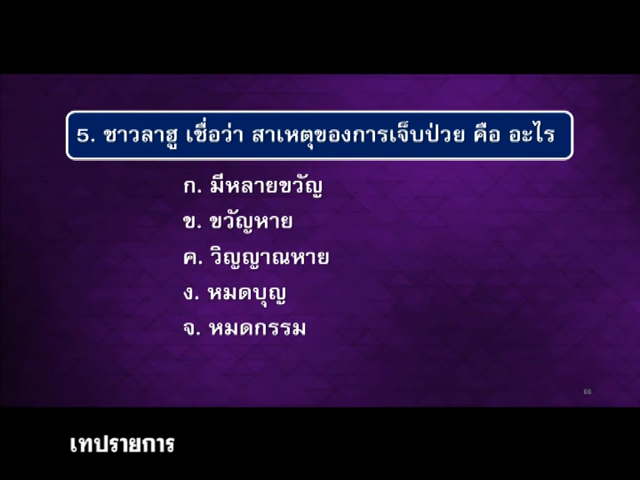 5. ชาวลาฮู เชื่อว่า สาเหตุของการเจ็บป่วย คือ อะไร
ก. มีหลายขวัญ
ข. ขวัญหาย
ค. วิญญาณหาย
ง. หมดบุญ
จ. หมดกรรม
66
เทปรายการ